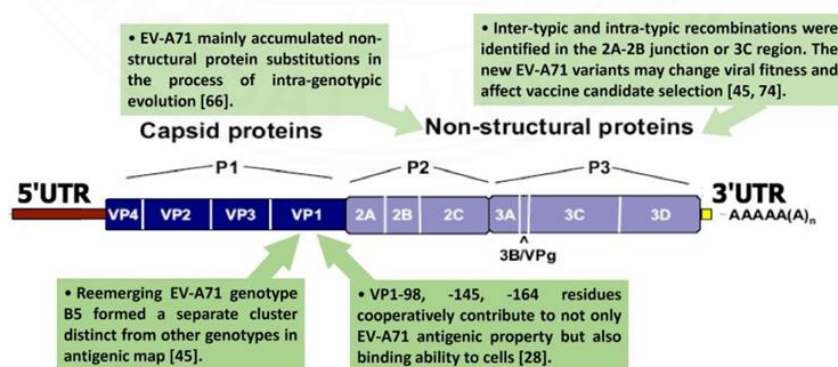 • EV-A71 mainly accumulated non-
structural protein substitutions in
the process of intra-genotypic
evolution [66].
• Inter-typic and intra-typic recombinations were
identified in the 2A-2B junction or 3C region. The
new EV-A71 variants may change viral fitness and
affect vaccine candidate selection [45, 74].
Capsid proteins
Non-structural proteins
P1
P2
P3
5'UTR
3'UTR
VP4 VP2 VP3 VP1 2A 2B 2C 3A 3C 3D
AAAAA(A)n
3B/VPg
• Reemerging EV-A71 genotype
B5 formed a separate cluster
distinct from other genotypes in
antigenic map [45].
• VP1-98, -145, -164 residues
cooperatively contribute to not only
EV-A71 antigenic property but also
binding ability to cells [28].